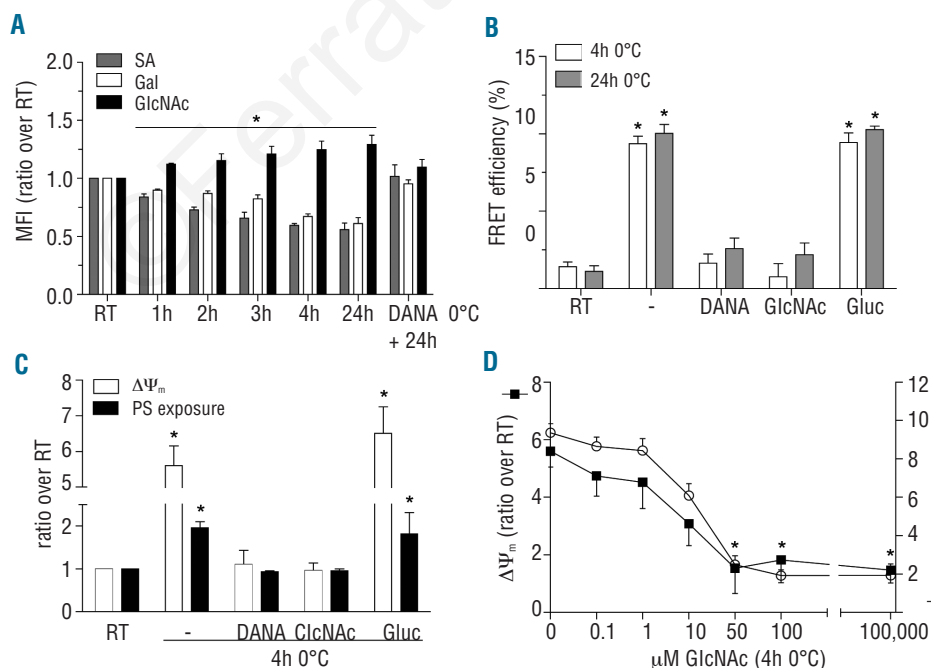 ©Ferrat
A
2.0
1.5
1.0
0.5
0.0
MFI (ratio over RT)
SA
Gal
GlcNAc
*
RT 1h 2h 3h 4h 24h DANA 0°C
+ 24h
B
15
10
5
0
FRET efficiency (%)
4h 0°C
24h 0°C
* * * *
RT - DANA GlcNAc Gluc
C
8
7
6
5
2
1
0
ratio over RT
ΔΨm
PS exposure
* * * *
RT - DANA ClcNAc Gluc
4h 0°C
D
8
6
4
2
0
ΔΨm (ratio over RT)
12
10
8
6
4
2
* * *
0 0.1 1 10 50 100 100,000
µM GlcNAc (4h 0°C)